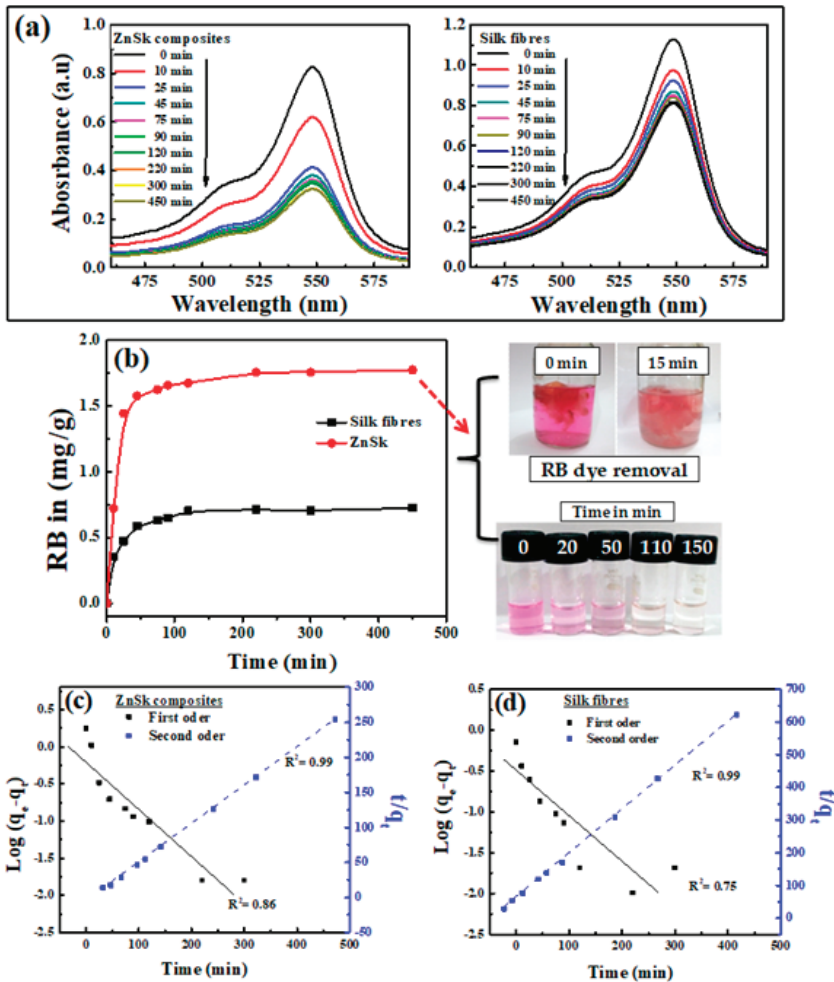 (a)
ZnSk composites
0 min
10 min
25 min
45 min
75 min
90 min
120 min
220 min
300 min
450 min
Abosrbance (a.u)
1.0
0.8
0.6
0.4
0.2
0.0
475 500 525 550 575
Wavelength (nm)
Silk fibres
0 min
10 min
25 min
45 min
75 min
90 min
120 min
220 min
300 min
450 min
1.2
1.0
0.8
0.6
0.4
0.2
0.0
475 500 525 550 575
Wavelength (nm)
(b)
RB in (mg/g)
2.0
1.5
1.0
0.5
0.0
Silk fibres
ZnSk
0 100 200 300 400 500
Time (min)
0 min 15 min
RB dye removal
Time in min
0 20 50 110 150
(c)
ZnSk composites
First oder
Second oder
R²= 0.99
R²= 0.86
Log (qe-qt)
0.5
0.0
-0.5
-1.0
-1.5
-2.0
-2.5
0 100 200 300 400 500
Time (min)
300
250
200
150
100
50
0
-50
t/qt
(d)
Silk fibres
First oder
Second order
R²= 0.99
R²= 0.75
Log (qe-qt)
0.5
0.0
-0.5
-1.0
-1.5
-2.0
-2.5
0 100 200 300 400 500
Time (min)
700
600
500
400
300
200
100
0
t/qt